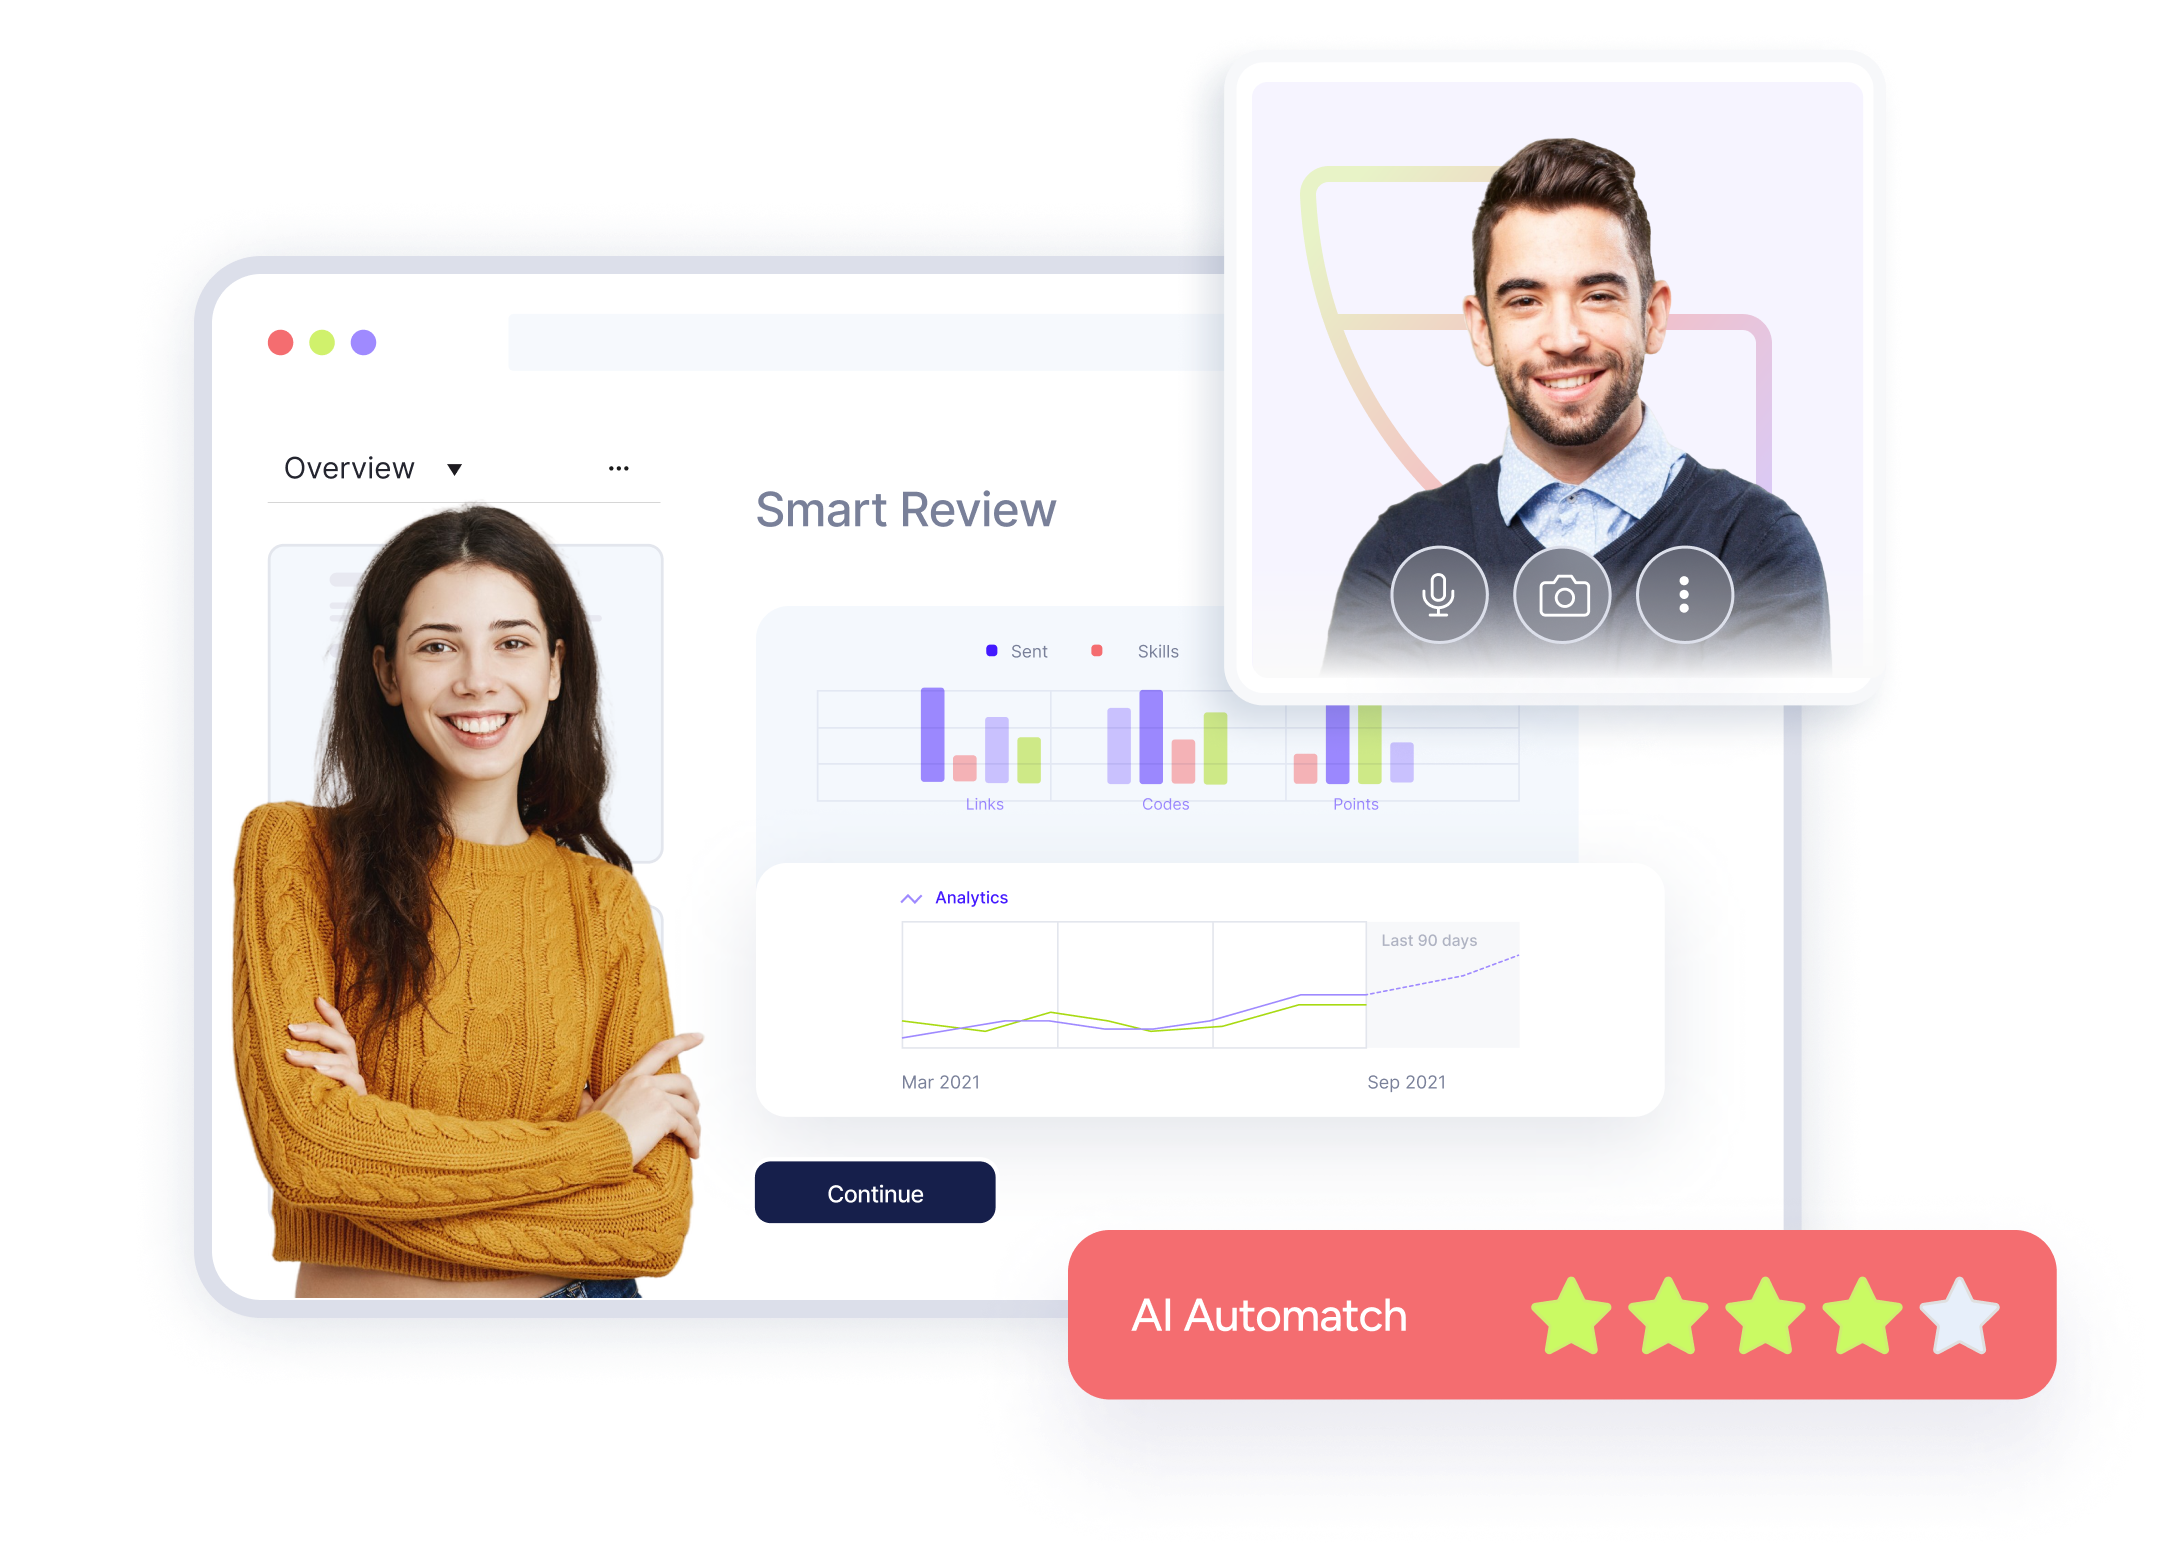 Overview
Smart Review
Sent
Skills
Links
Codes
Points
Analytics
Last 90 days
Mar 2021
Sep 2021
Continue
AI Automatch